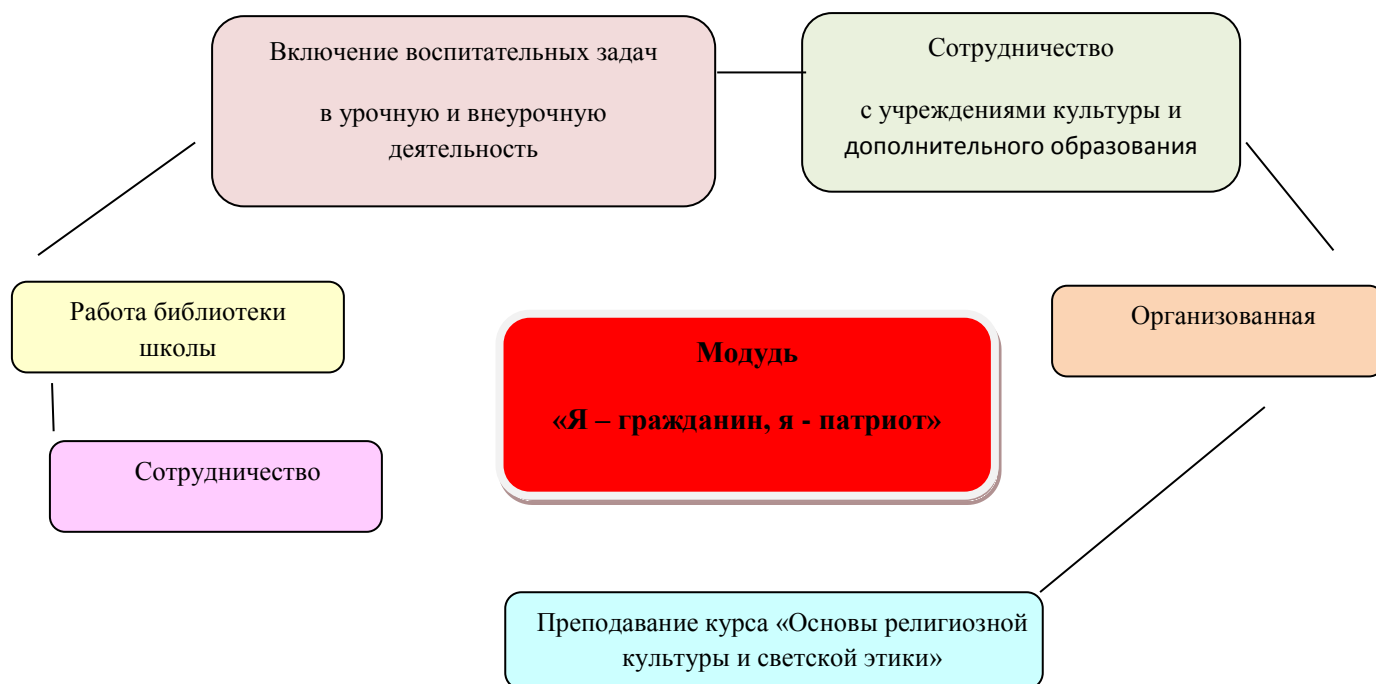 Включение воспитательных задач
в урочную и внеурочную
деятельность
Сотрудничество
с учреждениями культуры и
дополнительного образования
Работа библиотеки
школы
Модудь
«Я – гражданин, я - патриот»
Организованная
Сотрудничество
Преподавание курса «Основы религиозной
культуры и светской этики»